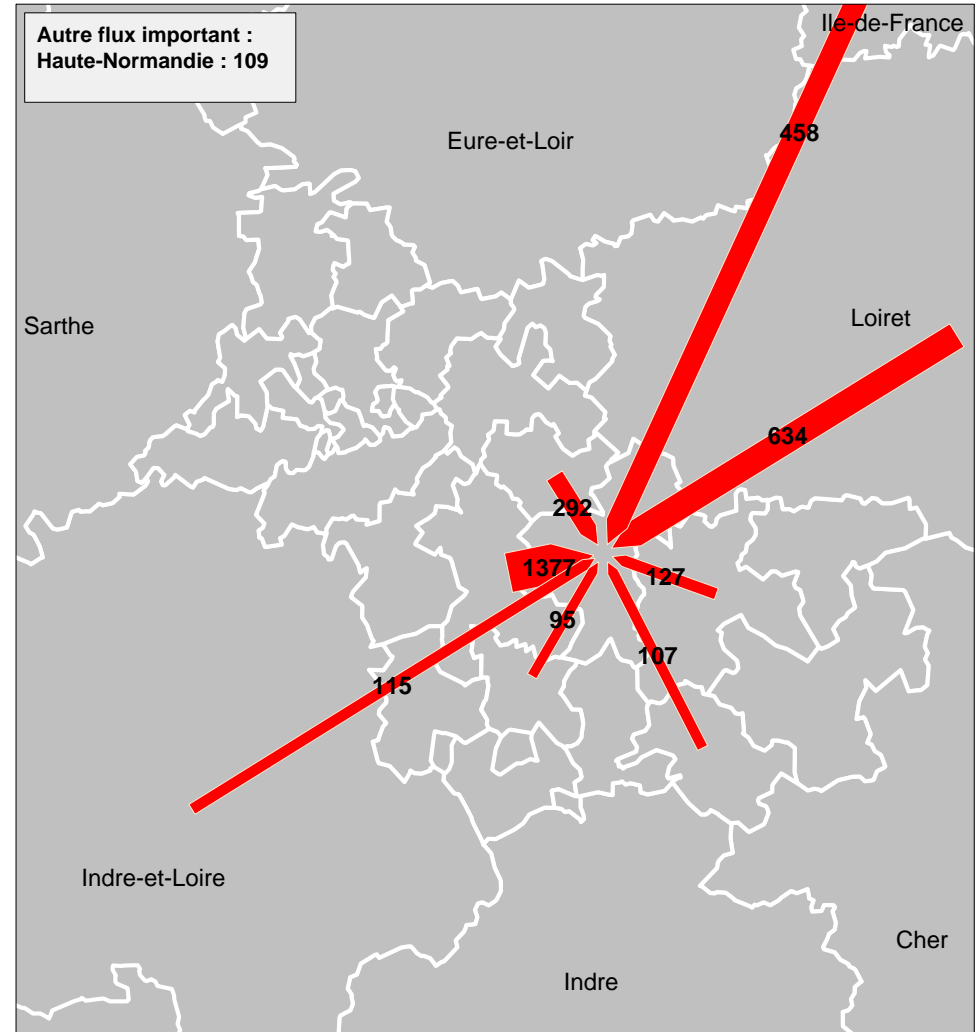 Autre flux important :
Haute-Normandie : 109
Ile-de-France
458
Eure-et-Loir
Sarthe
Loiret
634
292
1377
127
95
107
115
Indre-et-Loire
Cher
Indre